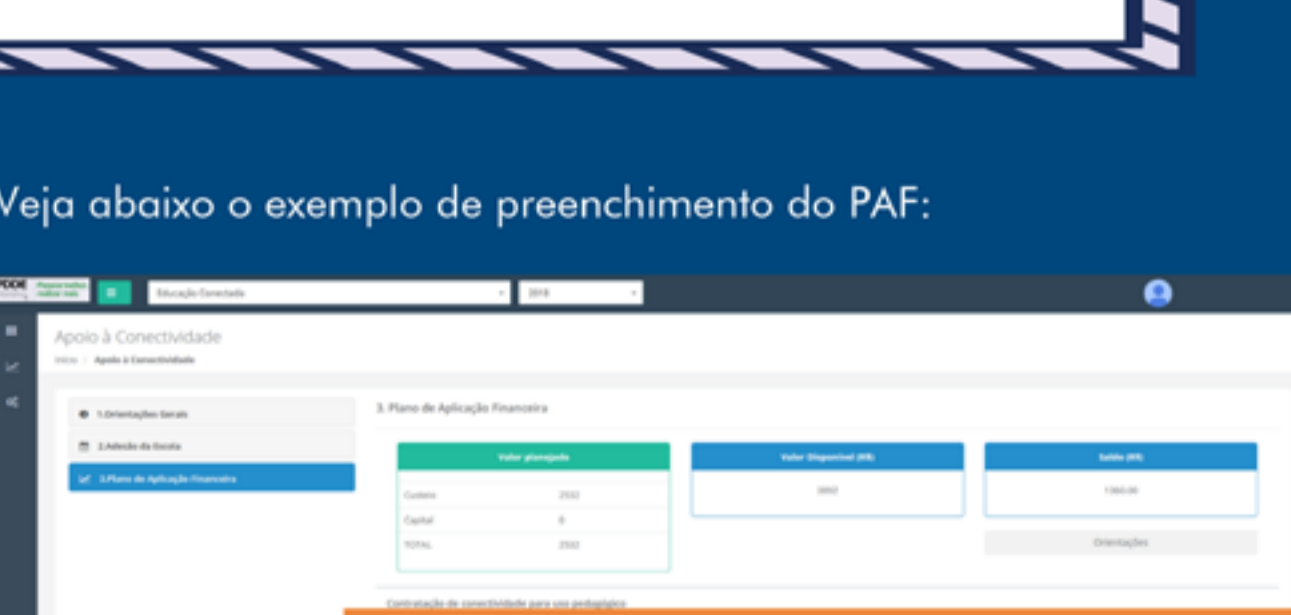 Veja abaixo o exemplo de preenchimento do PAF:
PDDE
Educação Conectada
2018
Apoio à Conectividade
Início / Apoio à Conectividade
1.Orientações Gerais
2.Adesão da Escola
3.Plano de Aplicação Financeira
3. Plano de Aplicação Financeira
Valor planejado
Custeio 2532
Capital 0
TOTAL 2532
Valor Disponível (R$)
3892
Saldo (R$)
1360.00
Orientações
Contratação de conectividade para uso pedagógico